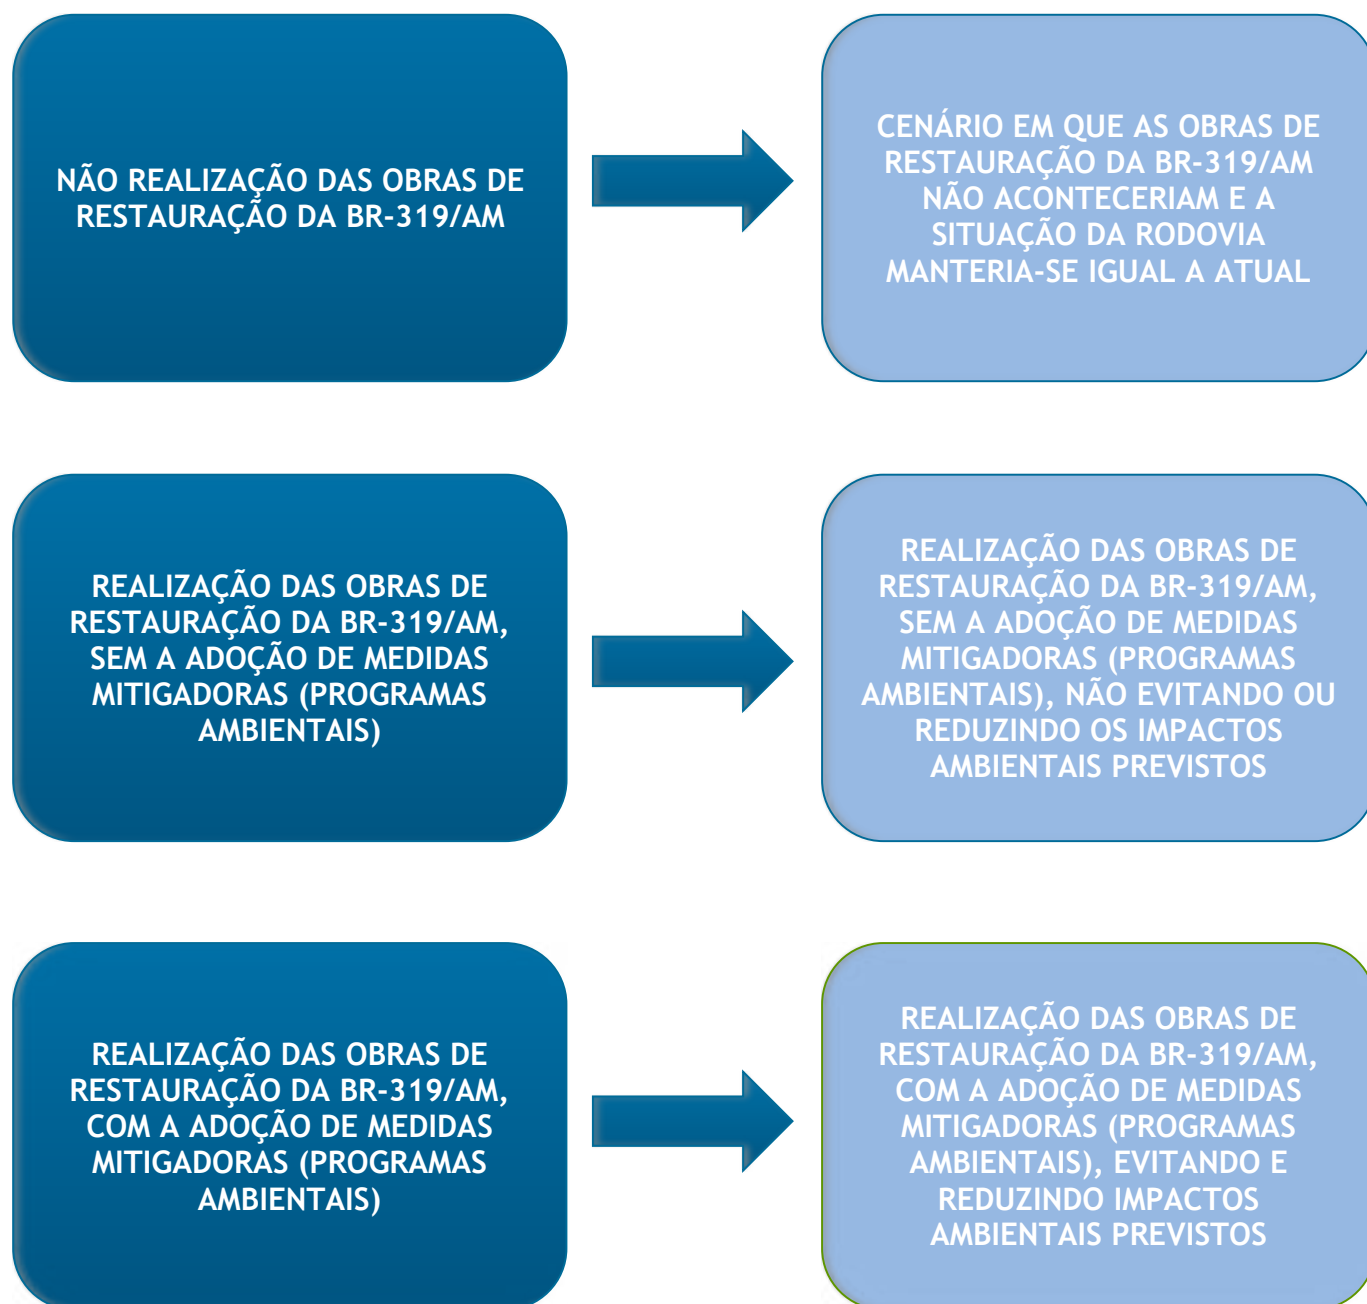 NÃO REALIZAÇÃO DAS OBRAS DE
RESTAURAÇÃO DA BR-319/AM
CENÁRIO EM QUE AS OBRAS DE
RESTAURAÇÃO DA BR-319/AM
NÃO ACONTECERIAM E A
SITUAÇÃO DA RODOVIA
MANTERIA-SE IGUAL A ATUAL
REALIZAÇÃO DAS OBRAS DE
RESTAURAÇÃO DA BR-319/AM,
SEM A ADOÇÃO DE MEDIDAS
MITIGADORAS (PROGRAMAS
AMBIENTAIS)
REALIZAÇÃO DAS OBRAS DE
RESTAURAÇÃO DA BR-319/AM,
SEM A ADOÇÃO DE MEDIDAS
MITIGADORAS (PROGRAMAS
AMBIENTAIS), NÃO EVITANDO OU
REDUZINDO OS IMPACTOS
AMBIENTAIS PREVISTOS
REALIZAÇÃO DAS OBRAS DE
RESTAURAÇÃO DA BR-319/AM,
COM A ADOÇÃO DE MEDIDAS
MITIGADORAS (PROGRAMAS
AMBIENTAIS)
REALIZAÇÃO DAS OBRAS DE
RESTAURAÇÃO DA BR-319/AM,
COM A ADOÇÃO DE MEDIDAS
MITIGADORAS (PROGRAMAS
AMBIENTAIS), EVITANDO E
REDUZINDO IMPACTOS
AMBIENTAIS PREVISTOS